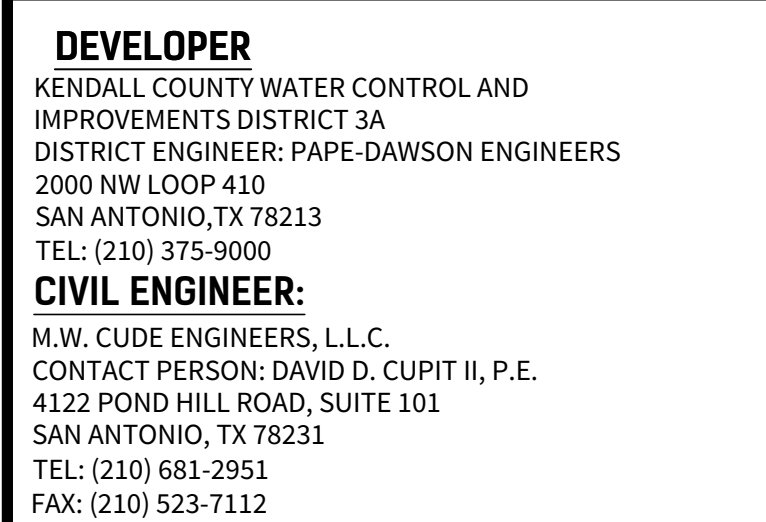 DEVELOPER
KENDALL COUNTY WATER CONTROL AND
IMPROVEMENTS DISTRICT 3A
DISTRICT ENGINEER: PAPE-DAWSON ENGINEERS
2000 NW LOOP 410
SAN ANTONIO,TX 78213
TEL: (210) 375-9000
CIVIL ENGINEER:
M.W. CUDE ENGINEERS, L.L.C.
CONTACT PERSON: DAVID D. CUPIT II, P.E.
4122 POND HILL ROAD, SUITE 101
SAN ANTONIO, TX 78231
TEL: (210) 681-2951
FAX: (210) 523-7112